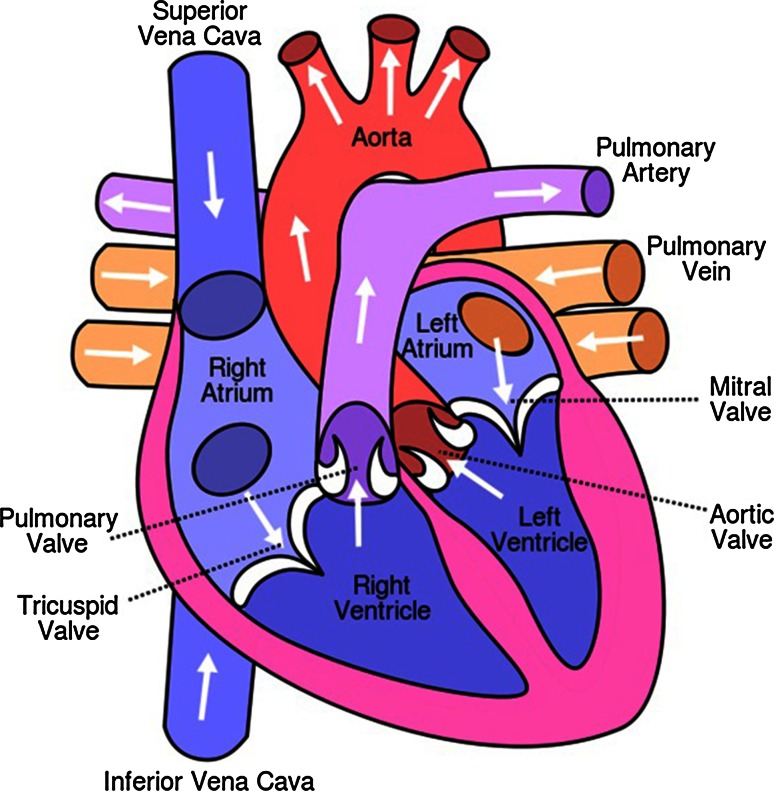 Superior
Vena Cava
Aorta
Pulmonary
Artery
Pulmonary
Vein
Left
Atrium
Right
Atrium
Mitral
Valve
Pulmonary
Valve
Aortic
Valve
Left
Ventricle
Right
Ventricle
Tricuspid
Valve
Inferior Vena Cava